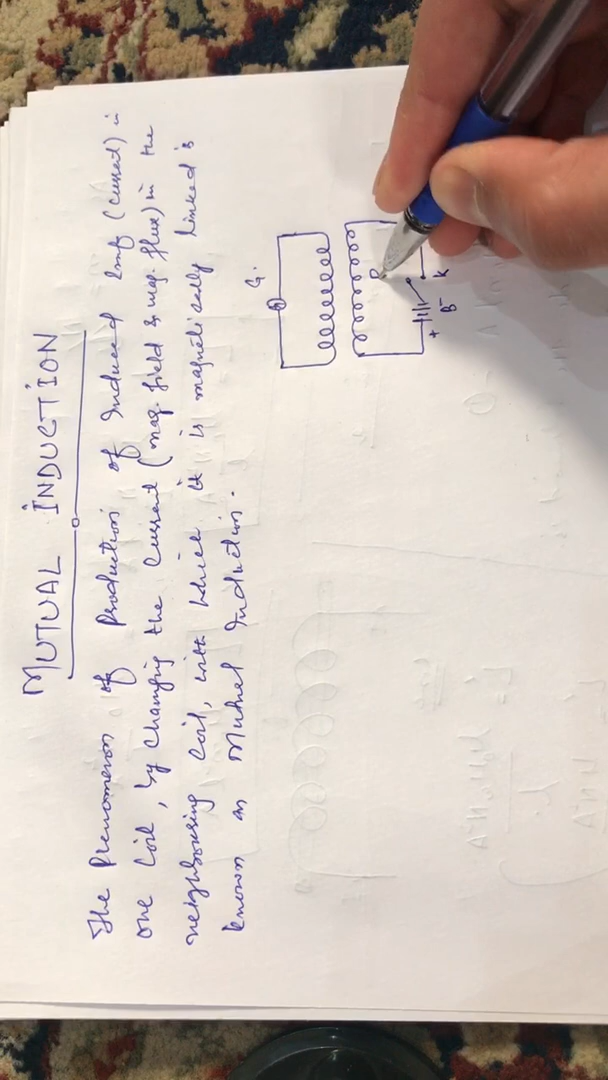 MUTUAL INDUCTION
The Phenomenon of Production of Induced Emf (current) in
one Coil, by changing the current (mag. field & mag. flux) in the
neighbouring Coil, with which it is magnetically linked is
known as Mutual Induction.
G.
P
+ B -
K